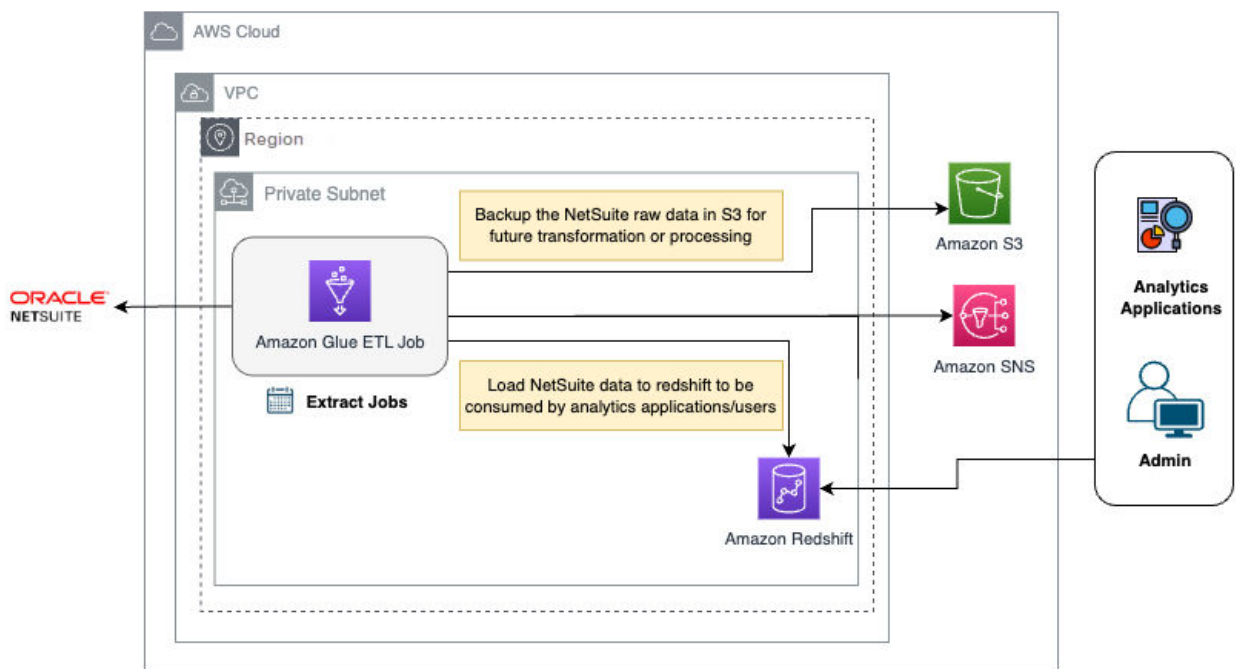 AWS Cloud
VPC
Region
Private Subnet
Backup the NetSuite raw data in S3 for
future transformation or processing
Amazon S3
ORACLE
NETSUITE
Amazon Glue ETL Job
Extract Jobs
Amazon SNS
Load NetSuite data to redshift to be
consumed by analytics applications/users
Amazon Redshift
Analytics
Applications
Admin